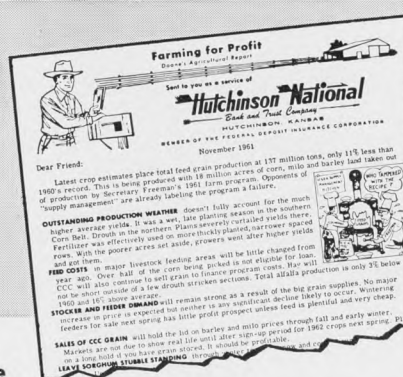 Farming for Profit
Doane's Agricultural Report
Sent to you as a service of
Hutchinson National
Bank and Trust Company
HUTCHINSON, KANSAS
MEMBER OF THE FEDERAL DEPOSIT INSURANCE CORPORATION
November 1961
Dear Friend:
Latest crop estimates place total feed grain production at 137 million tons, only 11% less than
1960's record. This is being produced with 18 million acres of corn, milo and barley land taken out
of production by Secretary Freeman's 1961 farm program. Opponents of
"supply management" are already labeling the program a failure.
WHO TAMPERED
WITH THE
RECIPE
OUTSTANDING PRODUCTION WEATHER doesn't fully account for the much
higher average yields. It was a wet, late planting season in the southern
Corn Belt. Drouth in the northern Plains severely curtailed yields there.
Fertilizer was effectively used on more thickly planted, narrower spaced
rows. With the poorer acres set aside, growers went after higher yields
and got them.
FEED COSTS in major livestock feeding areas will be little changed from
year ago. Over half of the corn being picked is not eligible for loan.
CCC will also continue to sell grain to finance program costs. Hay will
not be short outside of a few drouth stricken sections. Total alfalfa production is only 3% below
1960 and 16% above average.
STOCKER AND FEEDER DEMAND will remain strong as a result of the big grain supplies. No major
increase in price is expected but neither is any significant decline likely to occur. Wintering
feeders for sale next spring has little profit prospect unless feed is plentiful and very cheap.
SALES OF CCC GRAIN will hold the lid on barley and milo prices through fall and early winter.
Markets are not due to show real life until after sign-up period for 1962 crops next spring.
on a long hold if you have grain stored. It should be profitable.
LEAVE SORGHUM STUBBLE STANDING through winter